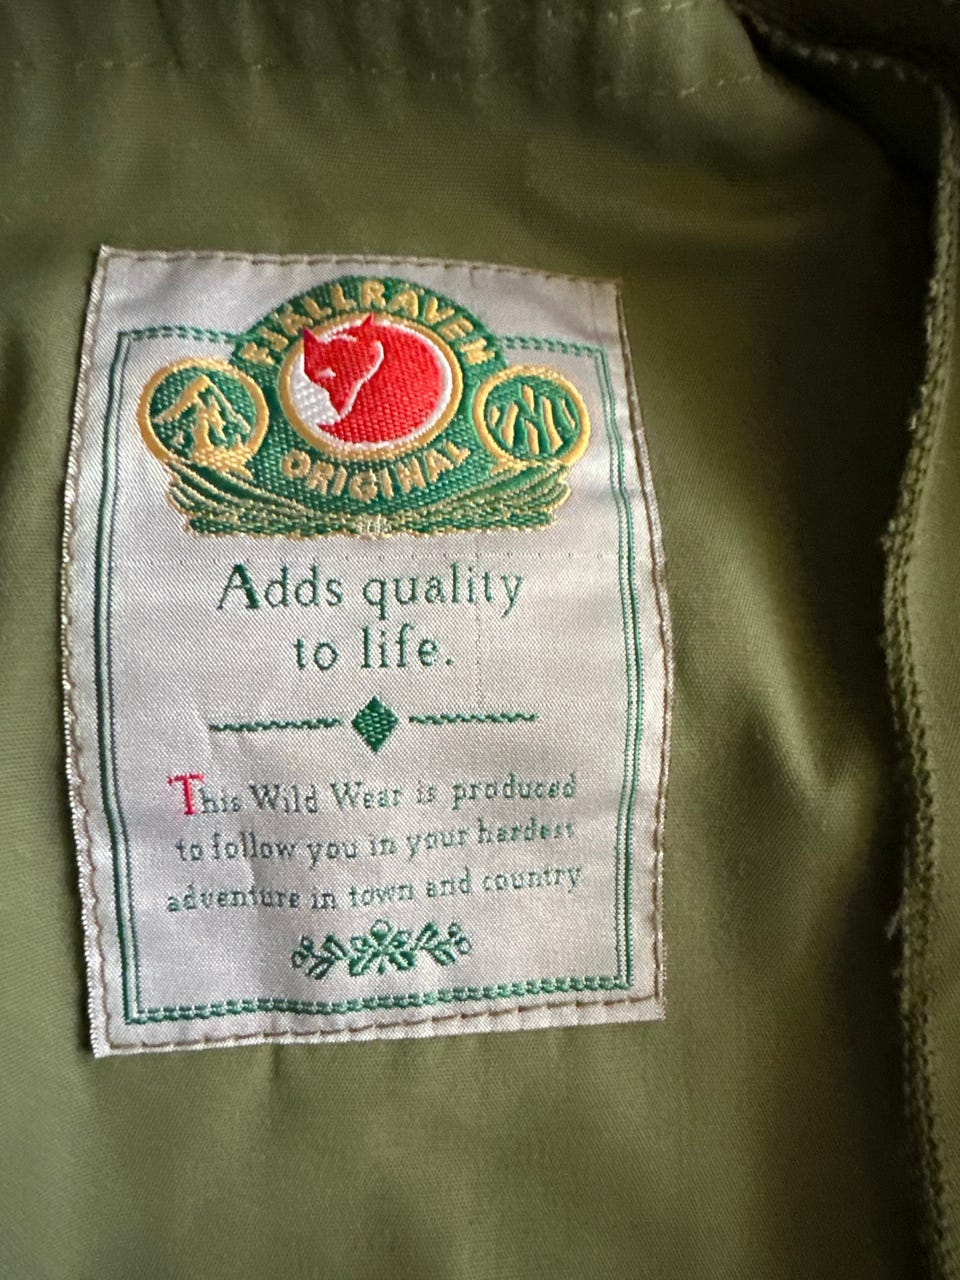 FJÄLLRÄVEN
ORIGINAL
Adds quality
to life.
This Wild Wear is produced
to follow you in your hardest
adventure in town and country